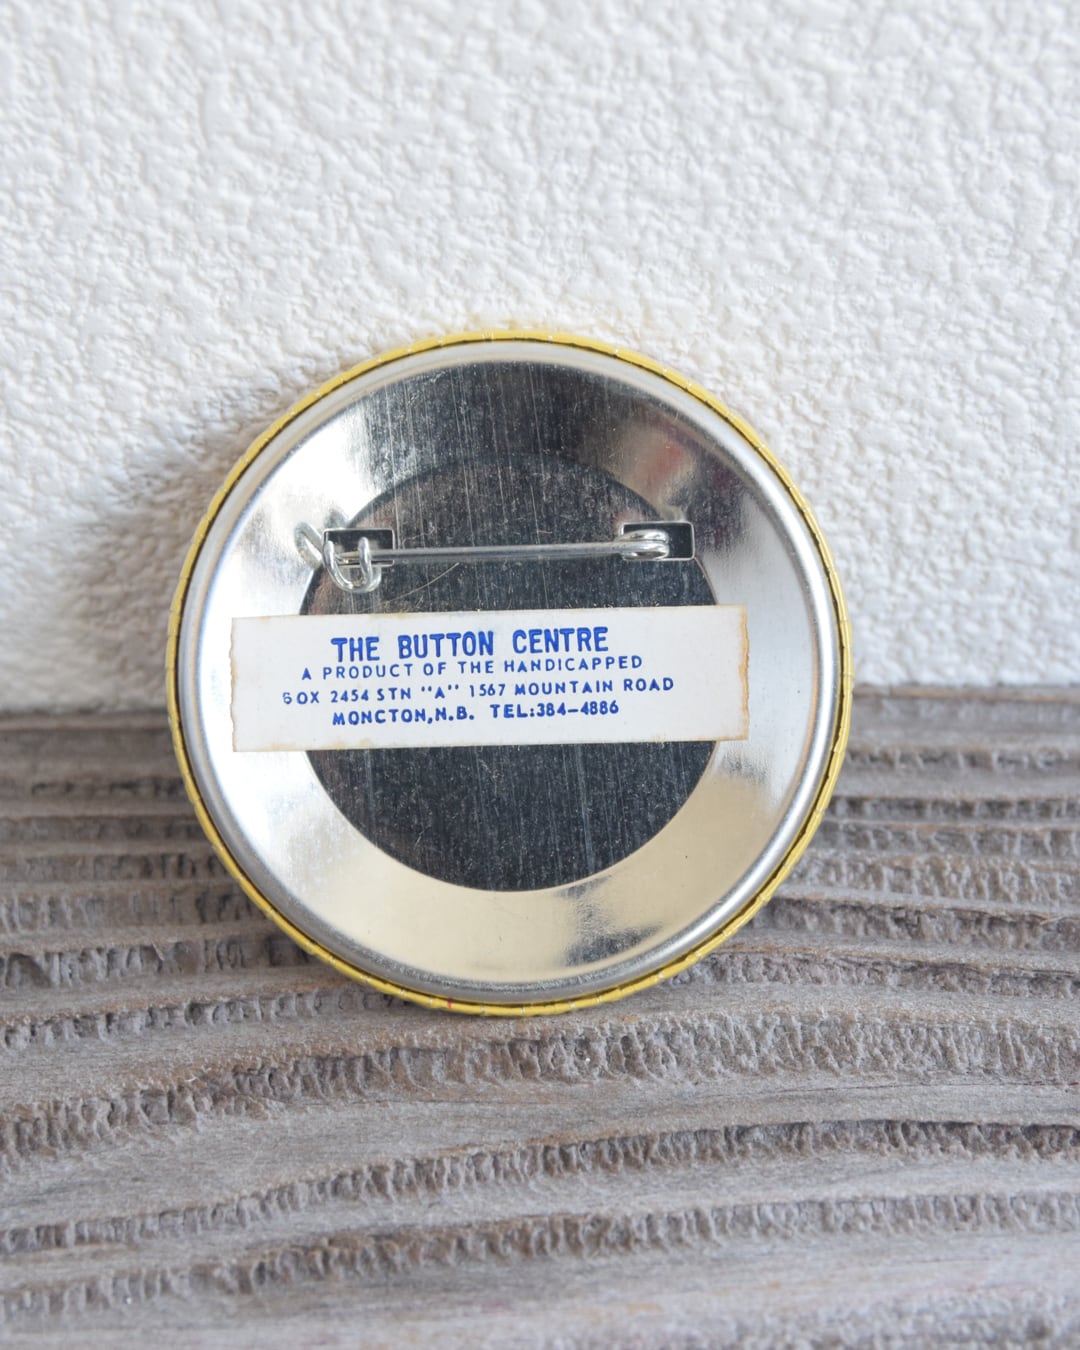 THE BUTTON CENTRE
A PRODUCT OF THE HANDICAPPED
BOX 2454 STN "A" 1567 MOUNTAIN ROAD
MONCTON,N.B. TEL:384-4886